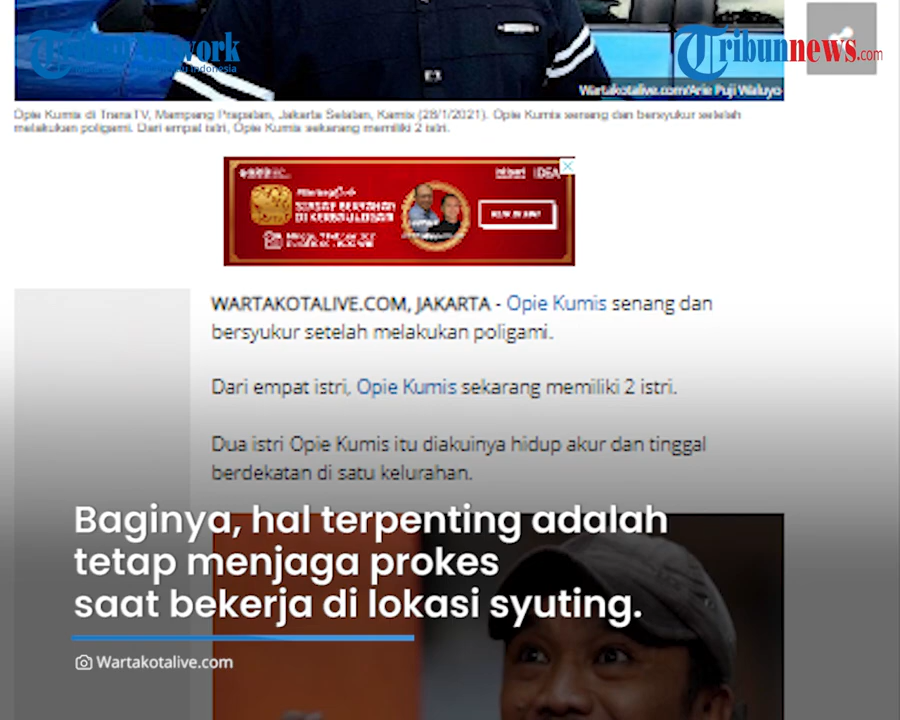 Tribun Network
Indonesia
Tribunnews.com
Wartakotalive.com/Arie Puji Waluyo
Opie Kumis di TransTV, Mampang Prapatan, Jakarta Selatan, Kamis (28/1/2021). Opie Kumis senang dan bersyukur setelah
melakukan poligami. Dari empat istri, Opie Kumis sekarang memiliki 2 istri.
WARTAKOTALIVE.COM, JAKARTA - Opie Kumis senang dan
bersyukur setelah melakukan poligami.
Dari empat istri, Opie Kumis sekarang memiliki 2 istri.
Dua istri Opie Kumis itu diakuinya hidup akur dan tinggal
berdekatan di satu kelurahan.
Baginya, hal terpenting adalah
tetap menjaga prokes
saat bekerja di lokasi syuting.
Wartakotalive.com